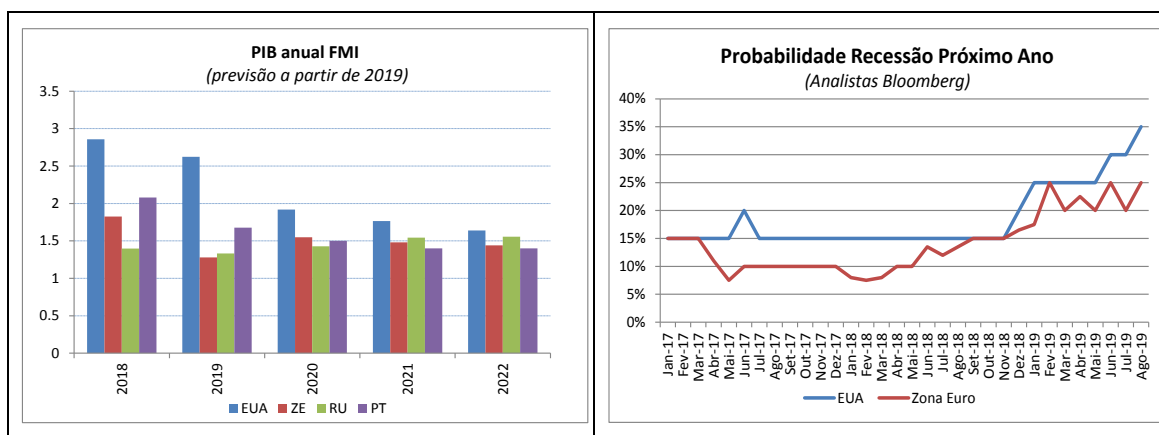 PIB anual FMI
(previsão a partir de 2019)
3.5
3
2.5
2
1.5
1
0.5
0
2018
2019
2020
2021
2022
EUA ZE RU PT
Probabilidade Recessão Próximo Ano
(Analistas Bloomberg)
40%
35%
30%
25%
20%
15%
10%
5%
0%
Jan-17
Fev-17
Mar-17
Abr-17
Mai-17
Jun-17
Jul-17
Ago-17
Set-17
Out-17
Nov-17
Dez-17
Jan-18
Fev-18
Mar-18
Abr-18
Mai-18
Jun-18
Jul-18
Ago-18
Set-18
Out-18
Nov-18
Dez-18
Jan-19
Fev-19
Mar-19
Abr-19
Mai-19
Jun-19
Jul-19
Ago-19
EUA Zona Euro